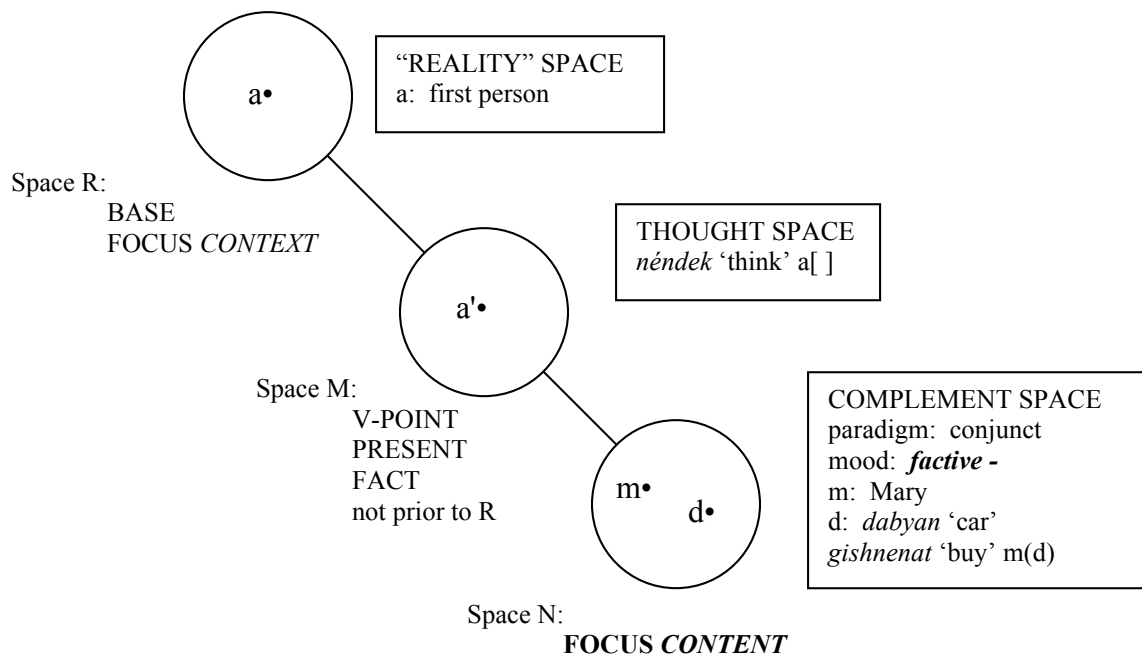 a•
“REALITY” SPACE
a: first person
Space R:
BASE
FOCUS CONTEXT
THOUGHT SPACE
néndek ‘think’ a[ ]
a'•
Space M:
V-POINT
PRESENT
FACT
not prior to R
COMPLEMENT SPACE
paradigm: conjunct
mood: factive -
m: Mary
d: dabyan ‘car’
gishnenat ‘buy’ m(d)
m•
d•
Space N:
FOCUS CONTENT